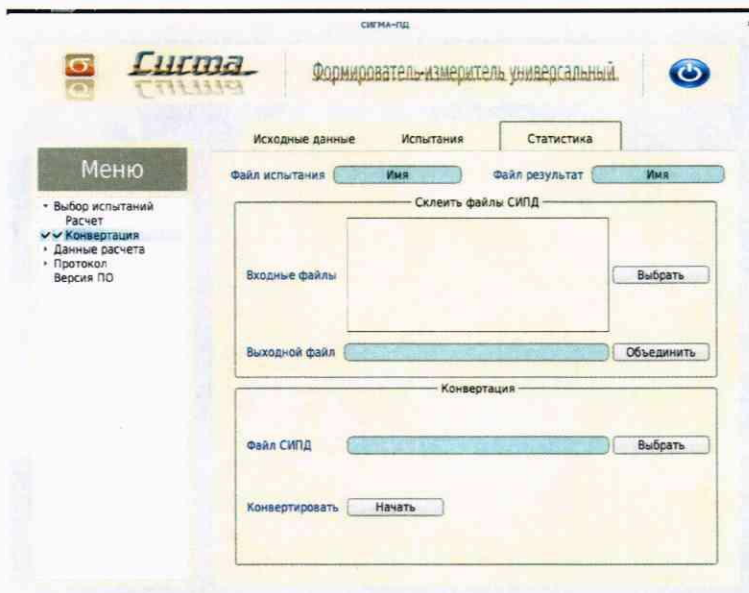 СИГМА-ПД
σ Сигма Формирователь-измеритель универсальный.
Исходные данные Испытания Статистика
Меню
Файл испытания Имя Файл результат Имя
Выбор испытаний
Расчет
Конвертация
Данные расчета
Протокол
Версия ПО
Склеить файлы СИПД
Входные файлы Выбрать
Выходной файл Объединить
Конвертация
Файл СИПД Выбрать
Конвертировать Начать